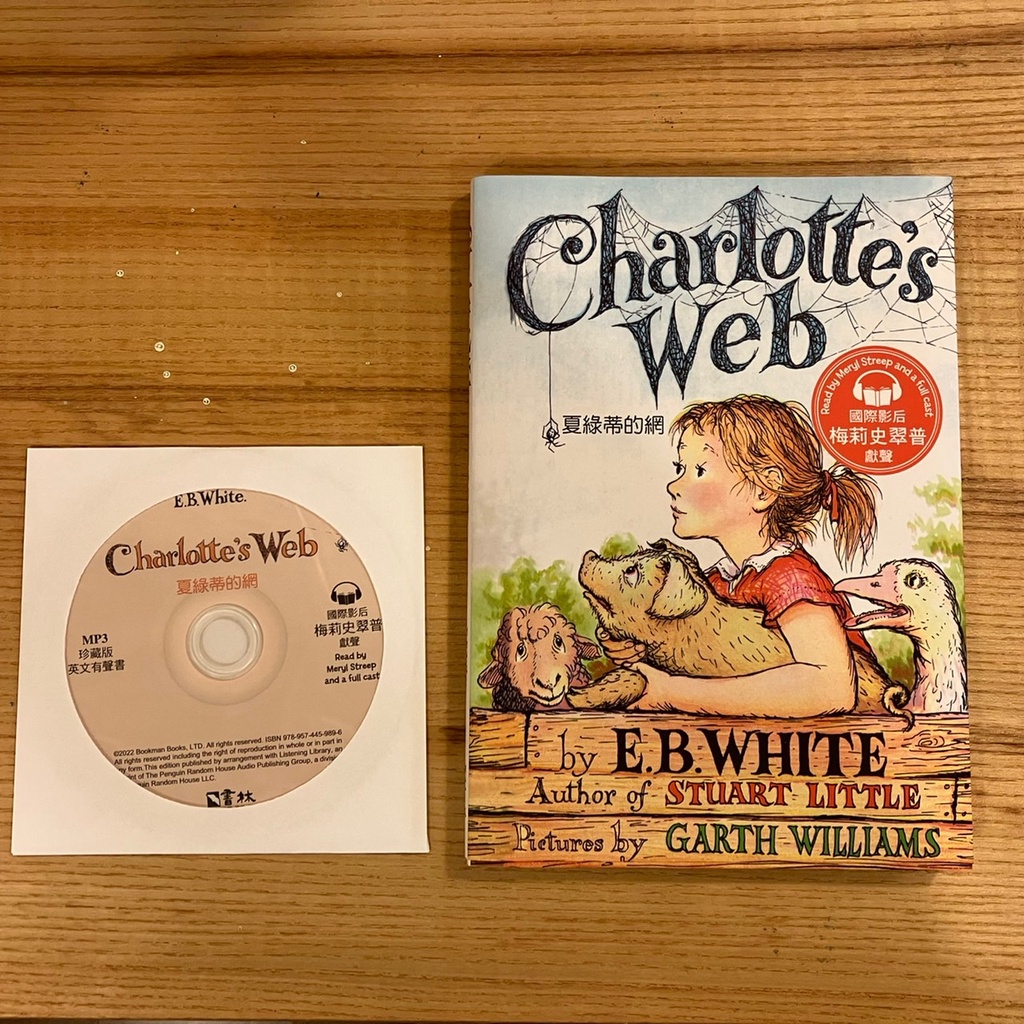 E.B.White.
Charlotte's Web
夏綠蒂的網
MP3
珍藏版
英文有聲書
國際影后
梅莉史翠普
獻聲
Read by
Meryl Streep
and a full cast
©2022 Bookman Books, LTD. All rights reserved. ISBN 978-957-445-989-6
All rights reserved including the right of reproduction in whole or in part in
any form.This edition published by arrangement with Listening Library, an
of The Penguin Random House Audio Publishing Group, a
Random House LLC.
書林
Charlotte's
Web
夏綠蒂的網
Read by Meryl Streep and a full cast
國際影后
梅莉史翠普
獻聲
by E.B.WHITE
Author of STUART LITTLE
Pictures by GARTH WILLIAMS